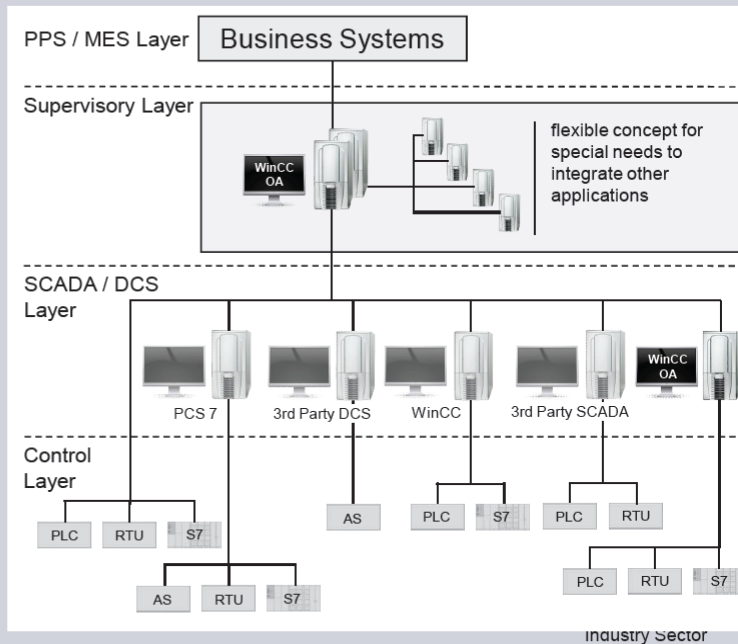 PPS / MES Layer
Business Systems
Supervisory Layer
WinCC
OA
flexible concept for
special needs to
integrate other
applications
SCADA / DCS
Layer
WinCC
OA
PCS 7
3rd Party DCS
WinCC
3rd Party SCADA
Control
Layer
PLC
RTU
S7
AS
PLC
S7
PLC
RTU
AS
RTU
S7
PLC
RTU
S7
Industry Sector